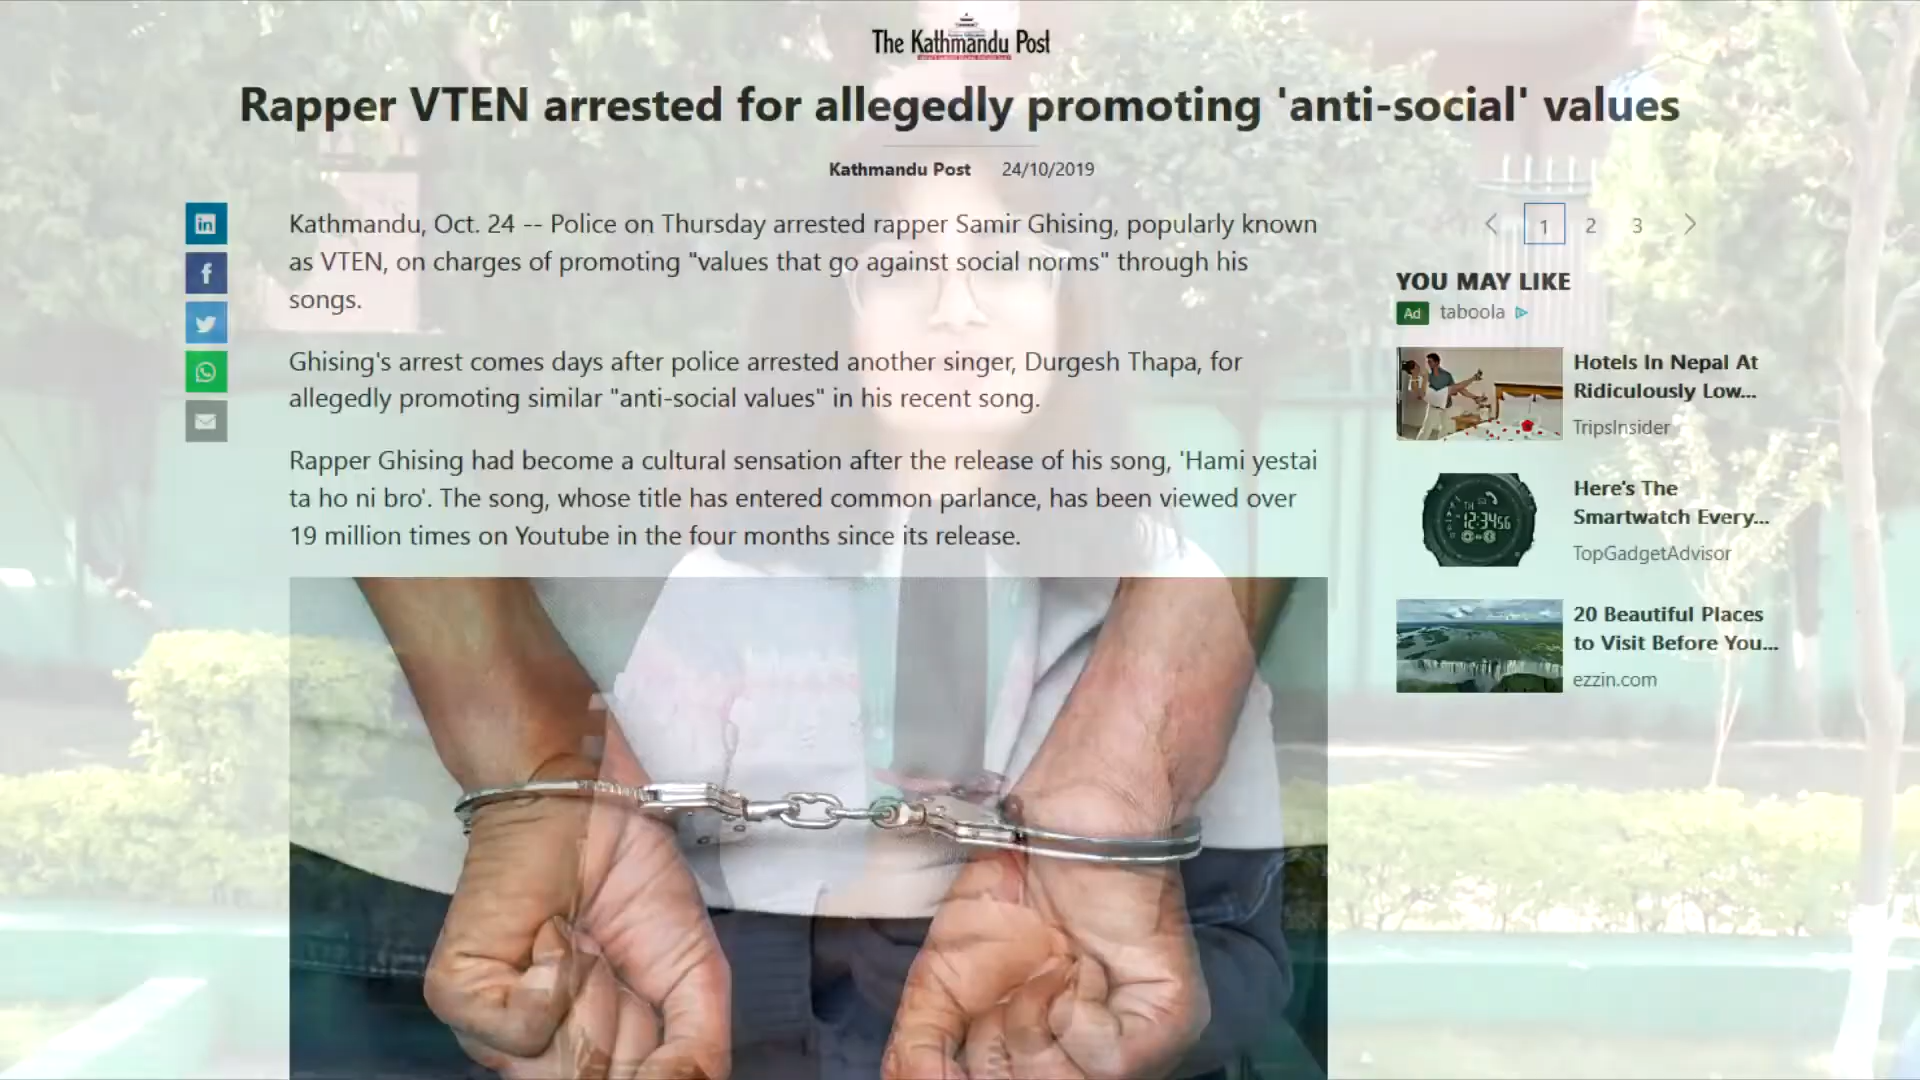 The Kathmandu Post
Rapper VTEN arrested for allegedly promoting 'anti-social' values
Kathmandu Post 24/10/2019
Kathmandu, Oct. 24 -- Police on Thursday arrested rapper Samir Ghising, popularly known
as VTEN, on charges of promoting "values that go against social norms" through his
songs.
Ghising's arrest comes days after police arrested another singer, Durgesh Thapa, for
allegedly promoting similar "anti-social values" in his recent song.
Rapper Ghising had become a cultural sensation after the release of his song, 'Hami yestai
ta ho ni bro'. The song, whose title has entered common parlance, has been viewed over
19 million times on Youtube in the four months since its release.
in
f
1 2 3
YOU MAY LIKE
Ad taboola
Hotels In Nepal At
Ridiculously Low...
TripsInsider
12:3456
Here's The
Smartwatch Every...
TopGadgetAdvisor
20 Beautiful Places
to Visit Before You...
ezzin.com